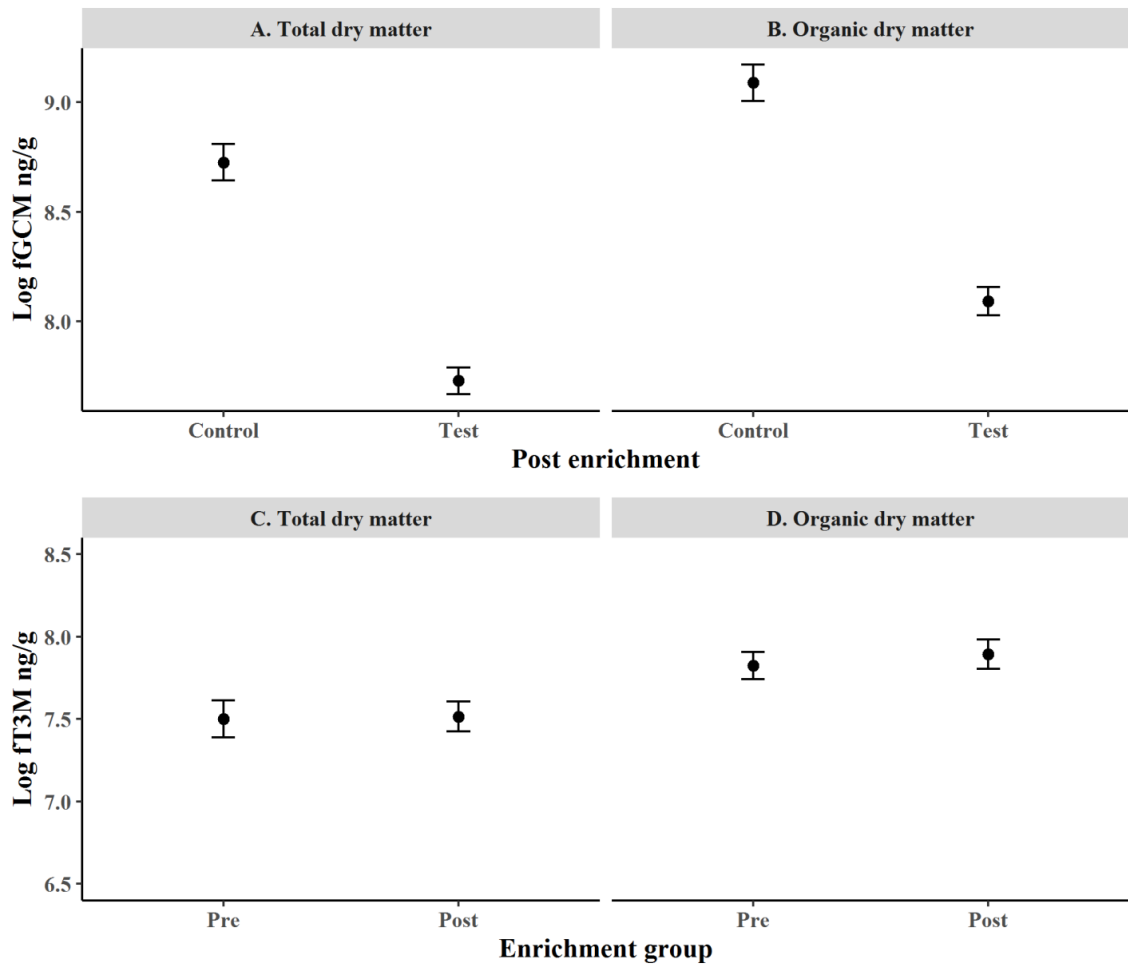 A. Total dry matter
B. Organic dry matter
Log fGCM ng/g
9.0
8.5
8.0
Control
Test
Control
Test
Post enrichment
C. Total dry matter
D. Organic dry matter
Log fT3M ng/g
8.5
8.0
7.5
7.0
6.5
Pre
Post
Pre
Post
Enrichment group